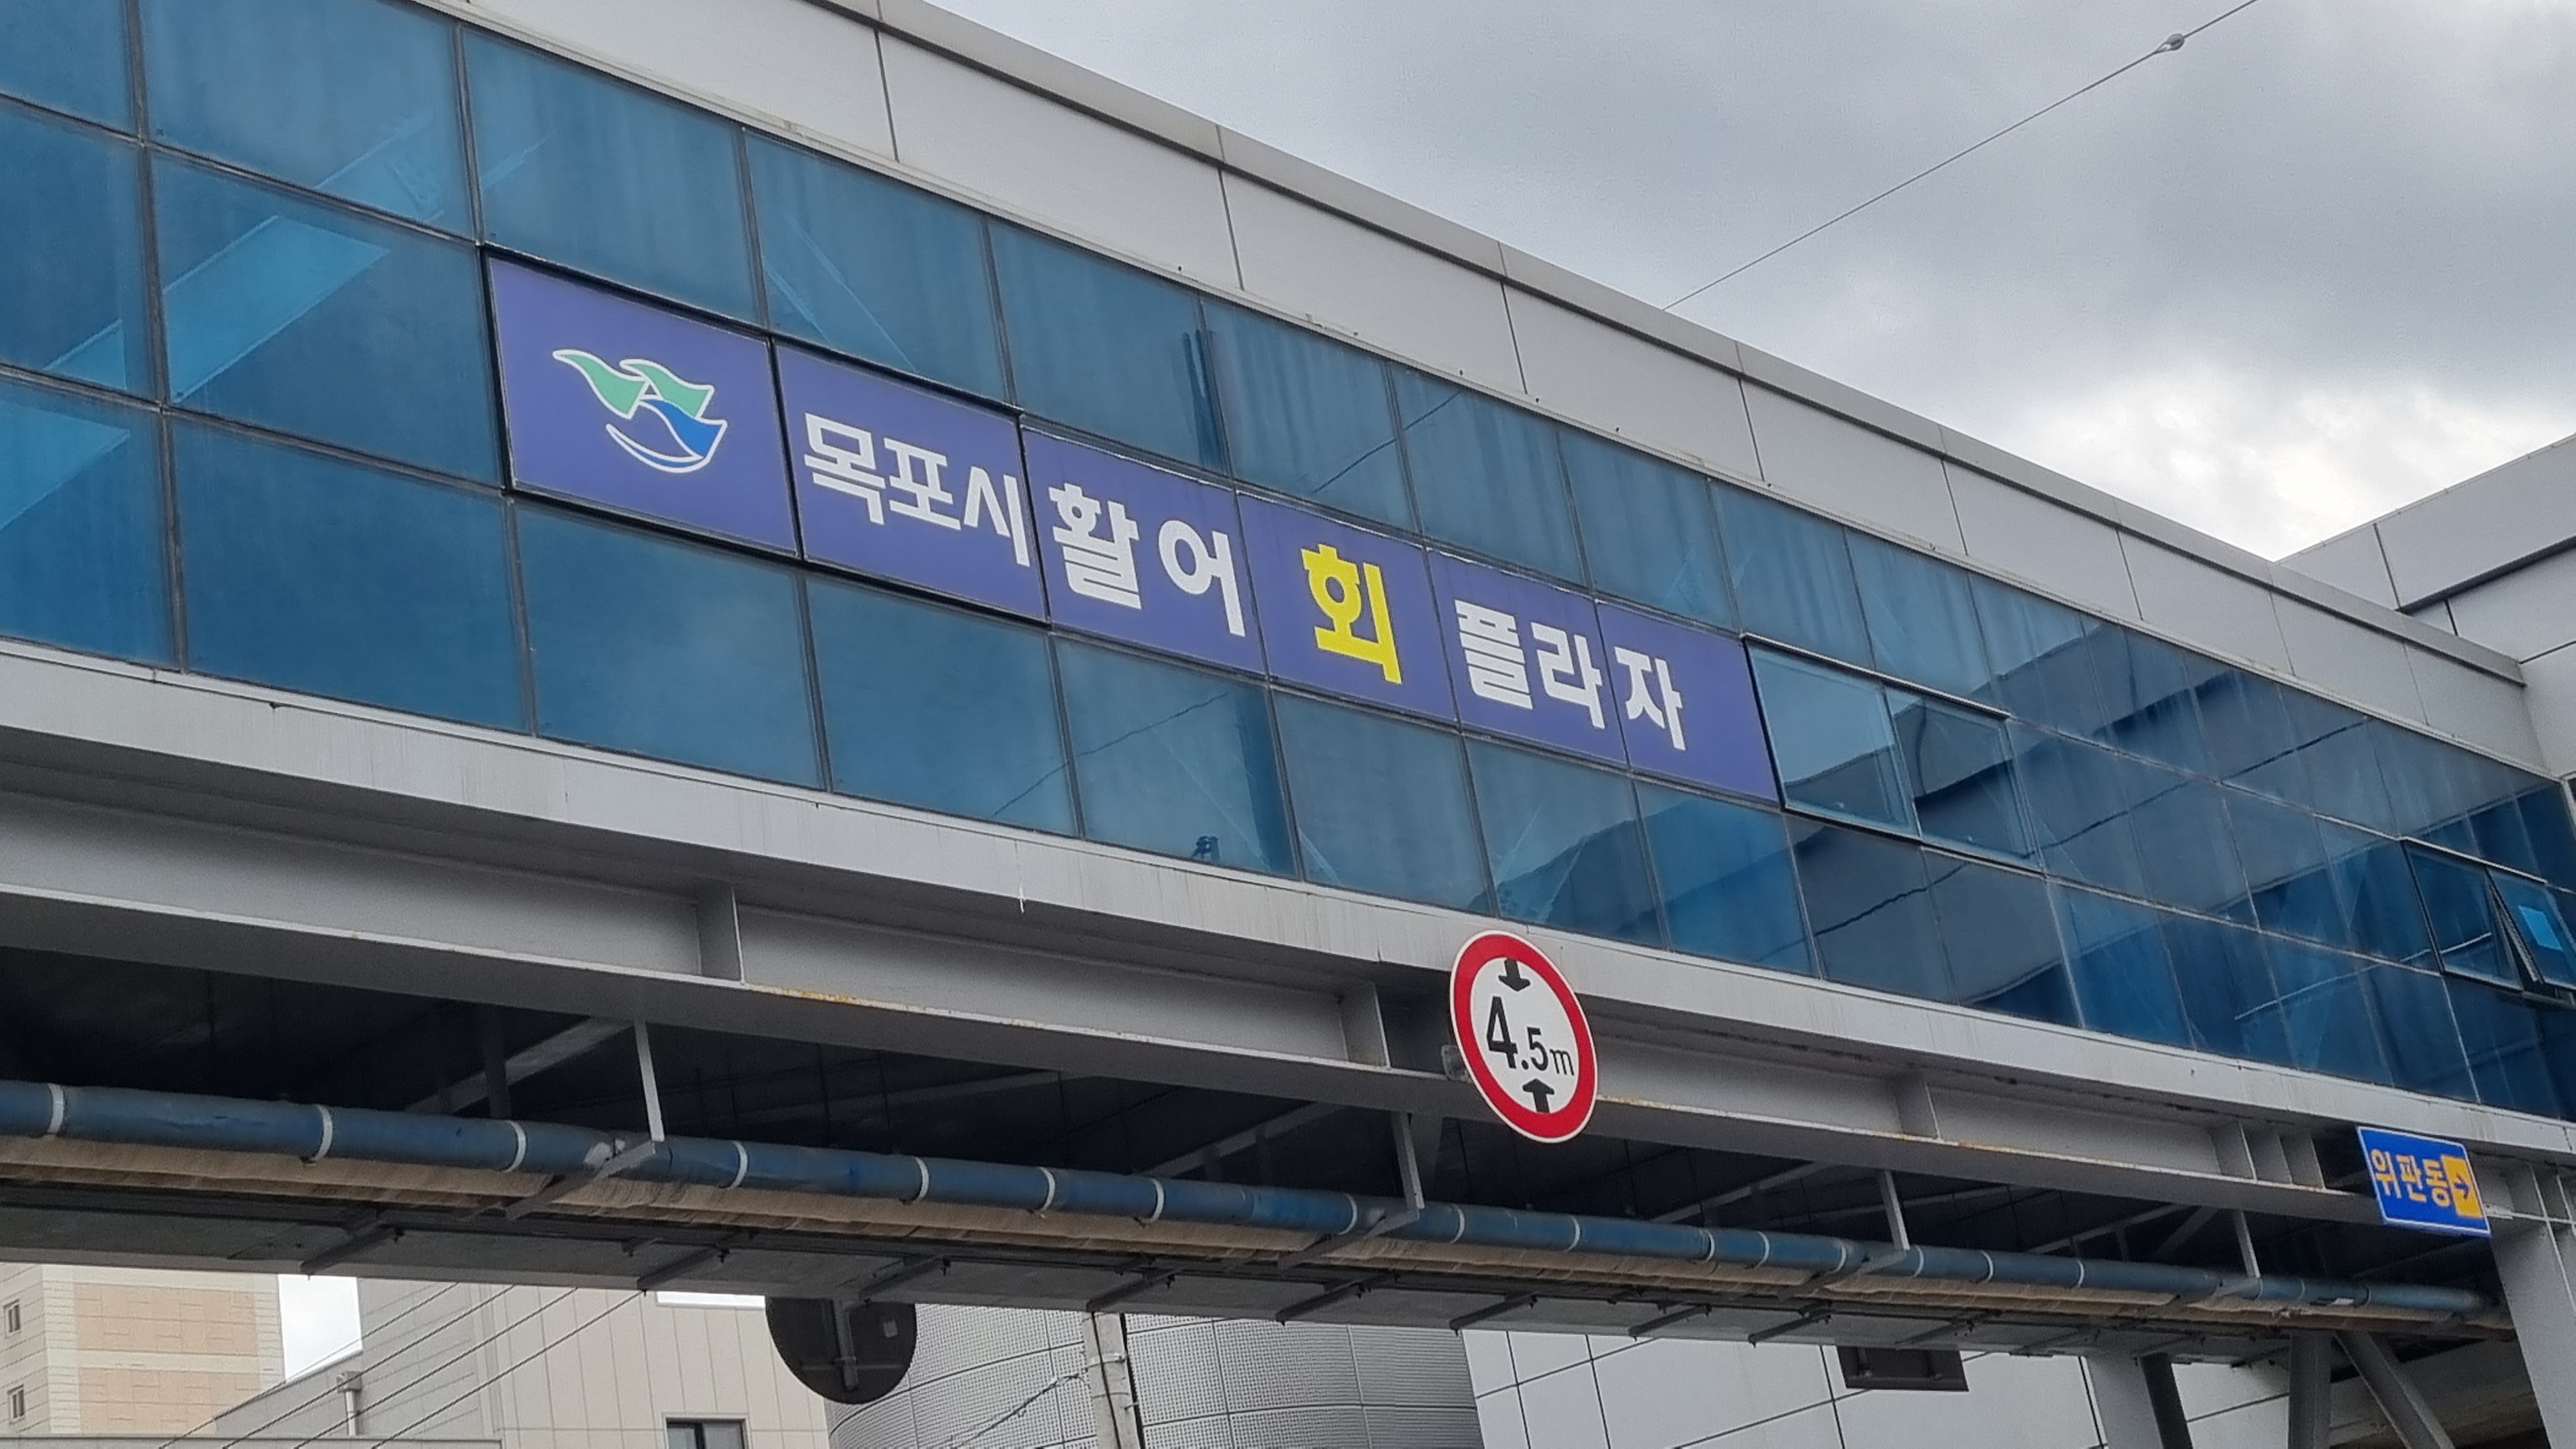 목포시 활어 회 플라자
4.5m
위판동